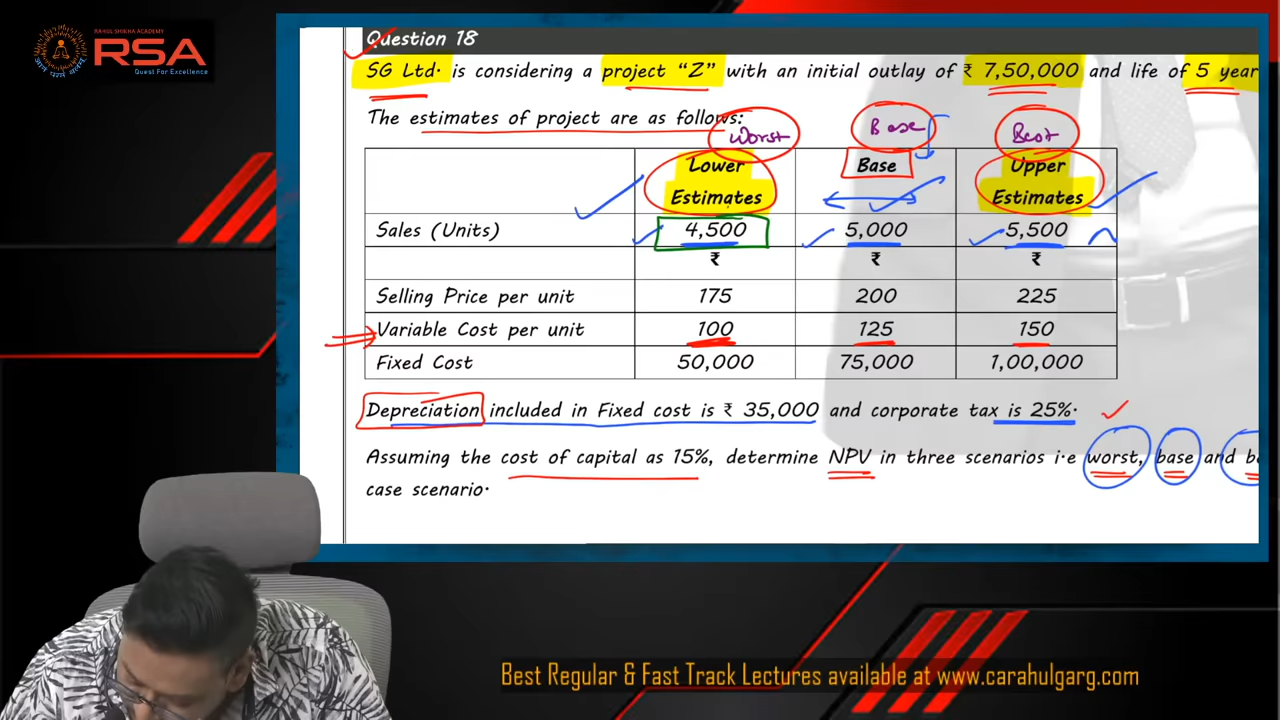 RAHUL SHIKHA ACADEMY
RSA
Quest For Excellence
Question 18
SG Ltd. is considering a project “Z” with an initial outlay of ₹ 7,50,000 and life of 5 year
The estimates of project are as follows:
Worst Base Best
Lower Estimates Base Upper Estimates
Sales (Units) 4,500 5,000 5,500
₹ ₹ ₹
Selling Price per unit 175 200 225
Variable Cost per unit 100 125 150
Fixed Cost 50,000 75,000 1,00,000
Depreciation included in Fixed cost is ₹ 35,000 and corporate tax is 25%.
Assuming the cost of capital as 15%, determine NPV in three scenarios i.e worst, base and
case scenario.
Best Regular & Fast Track Lectures available at www.carahulgarg.com